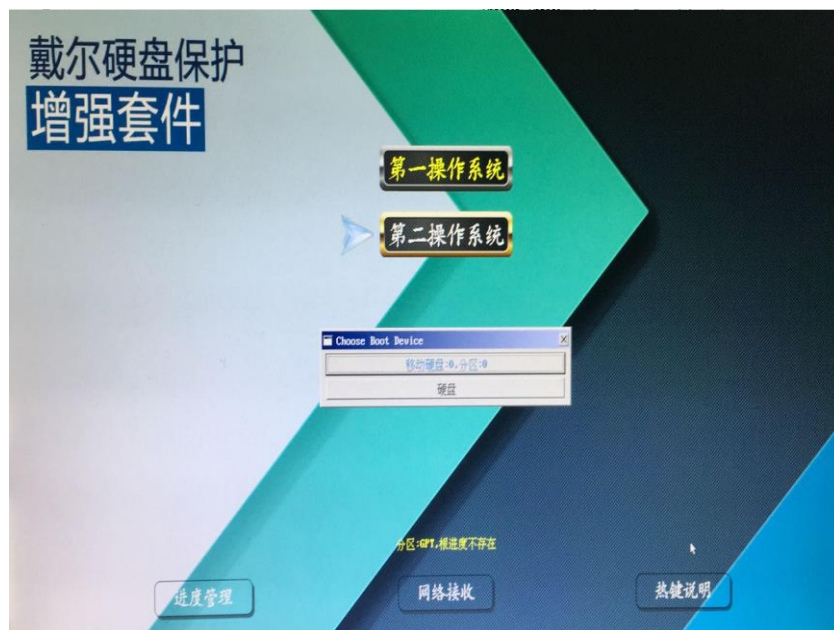 戴尔硬盘保护
增强套件
第一操作系统
第二操作系统
Choose Boot Device
移动硬盘:0,分区:0
硬盘
分区:GPT,根进度不存在
进度管理
网络接收
热键说明